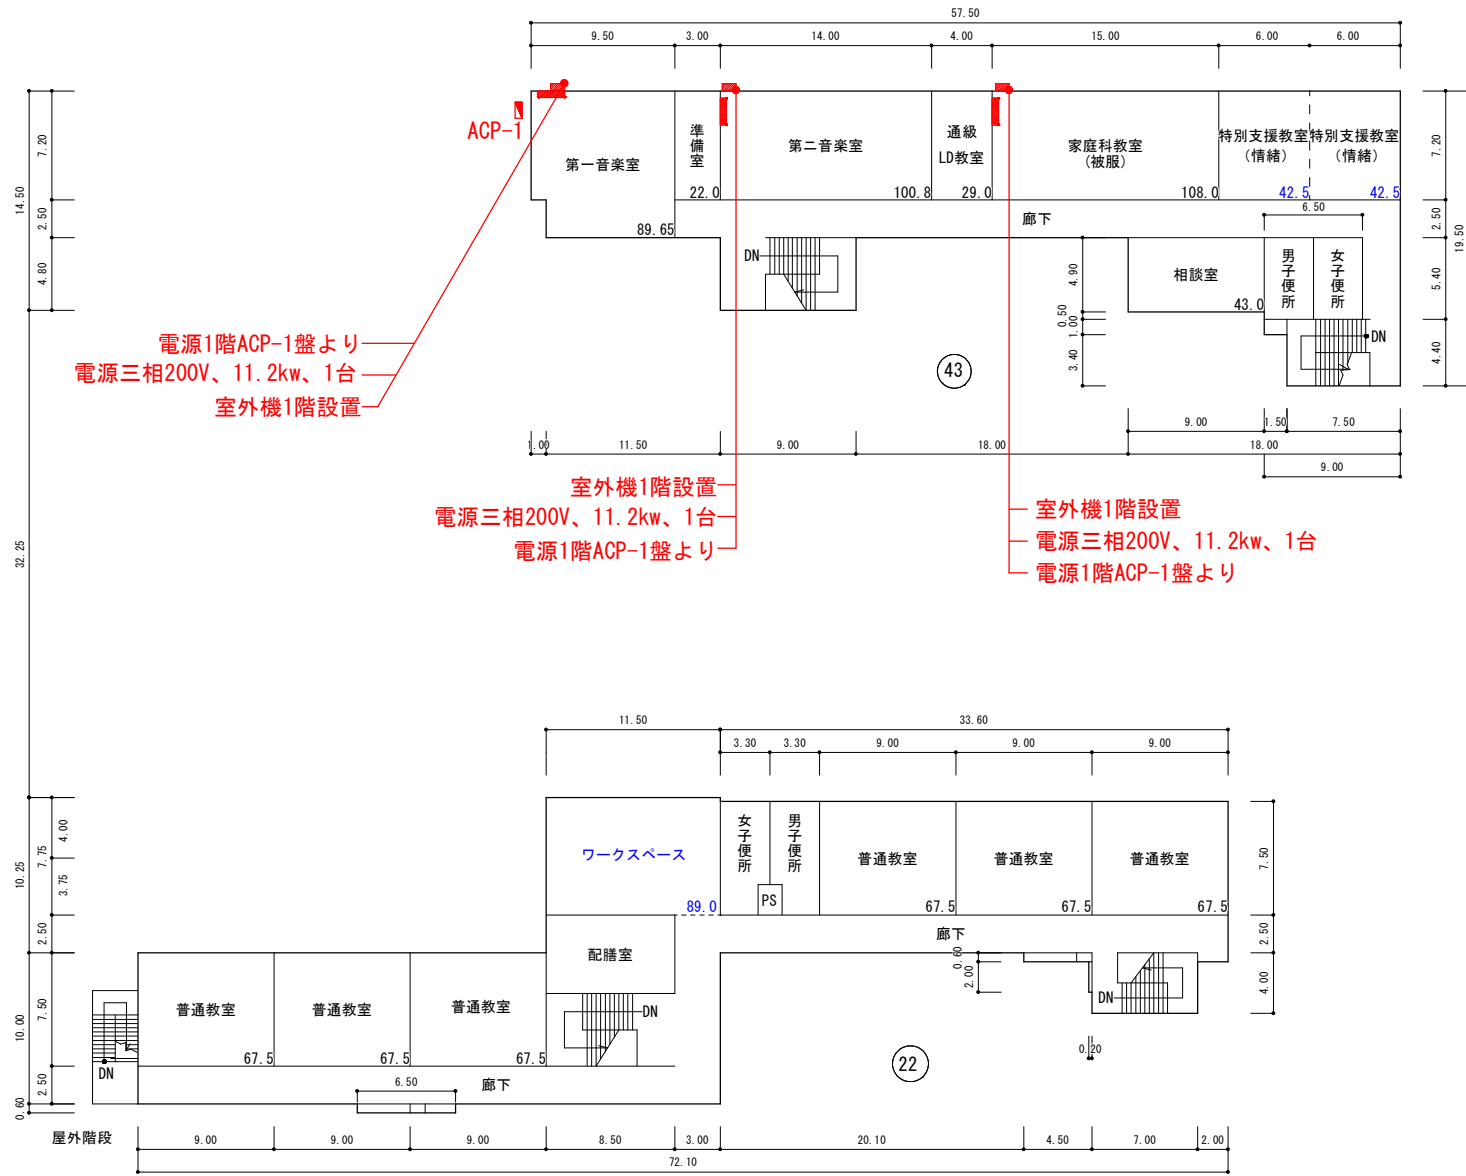 57.50
9.50
3.00
14.00
4.00
15.00
6.00
6.00
ACP-1
第一音楽室
89.65
準備室
22.0
第二音楽室
100.8
通級
LD教室
29.0
家庭科教室
(被服)
108.0
特別支援教室
(情緒)
42.5
特別支援教室
(情緒)
42.5
7.20
2.50
4.80
14.50
7.20
2.50
5.40
4.40
19.50
廊下
6.50
DN
相談室
43.0
男子便所
女子便所
DN
4.90
0.50
1.00
3.40
43
電源1階ACP-1盤より
電源三相200V、11.2kw、1台
室外機1階設置
9.00
1.50
7.50
1.00
11.50
9.00
18.00
18.00
9.00
室外機1階設置
電源三相200V、11.2kw、1台
電源1階ACP-1盤より
室外機1階設置
電源三相200V、11.2kw、1台
電源1階ACP-1盤より
32.25
11.50
33.60
3.30
3.30
9.00
9.00
9.00
ワークスペース
89.0
女子便所
男子便所
PS
普通教室
67.5
普通教室
67.5
普通教室
67.5
4.00
7.75
3.75
10.25
2.50
7.50
2.50
4.00
廊下
0.60
2.00
DN
配膳室
DN
普通教室
67.5
普通教室
67.5
普通教室
67.5
7.50
10.00
2.50
0.60
DN
6.50
廊下
0.20
22
屋外階段
9.00
9.00
9.00
8.50
3.00
20.10
4.50
7.00
2.00
72.10